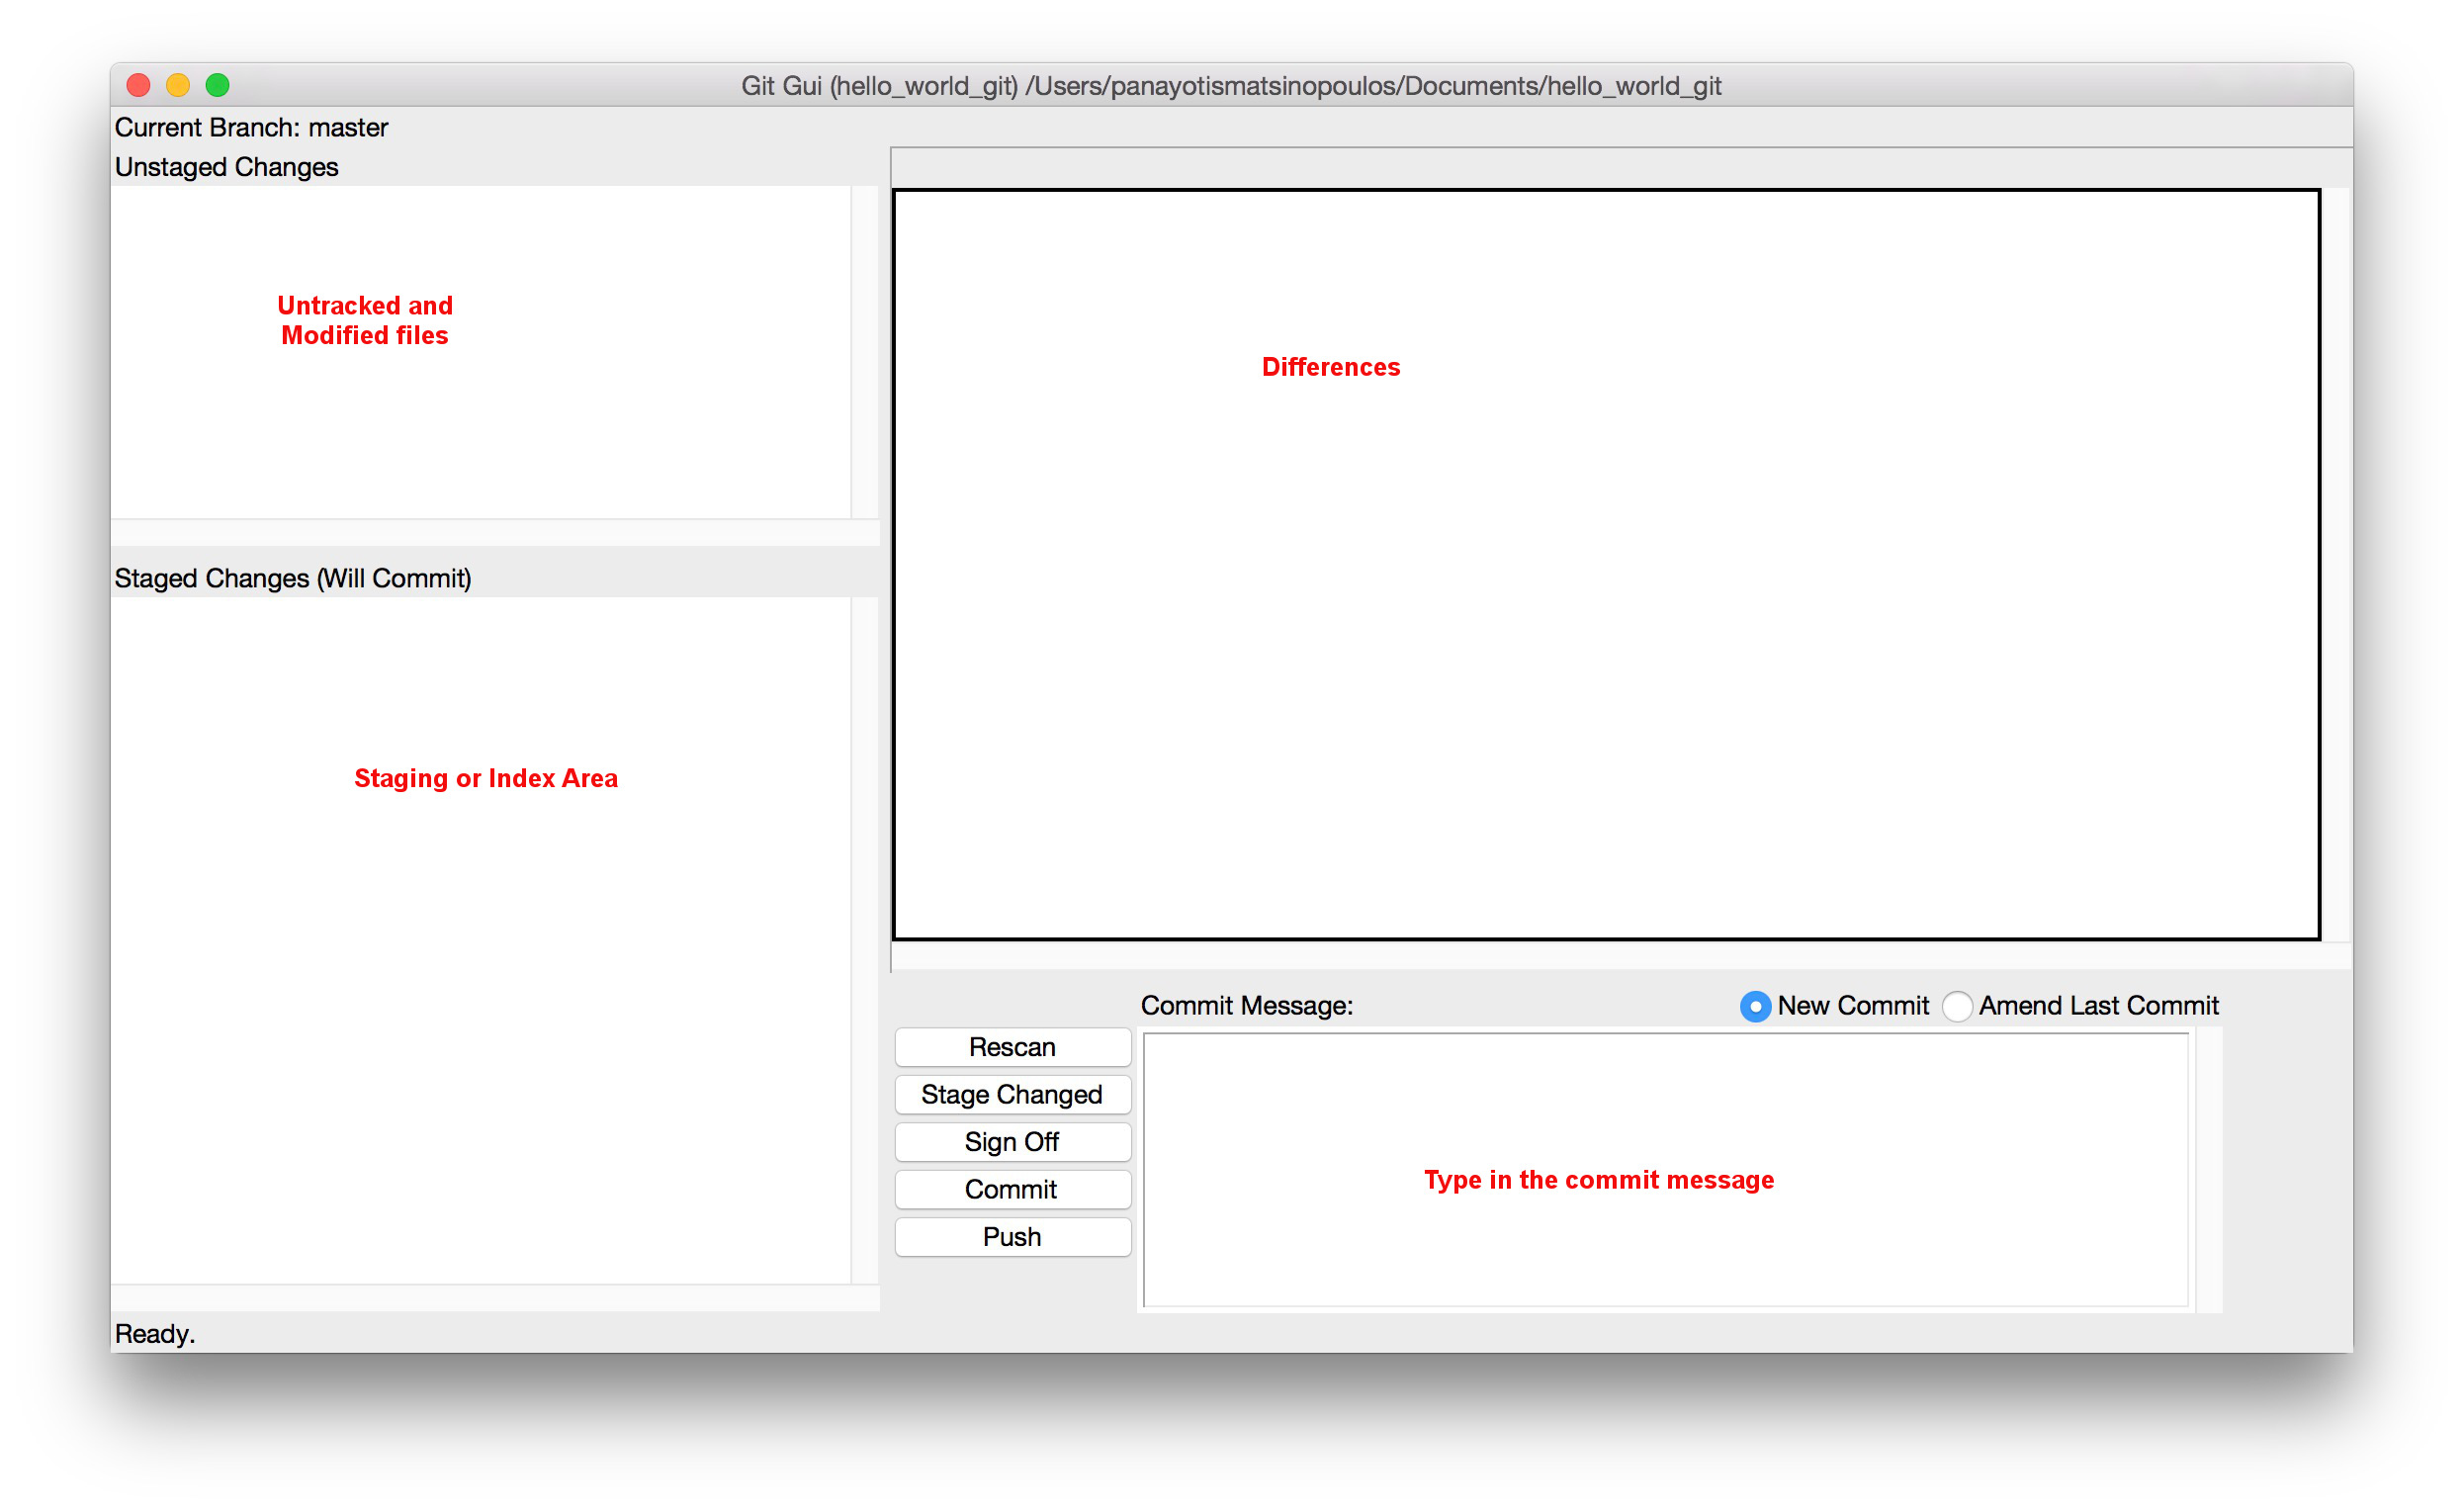 Git Gui (hello_world_git) /Users/panayotismatsinopoulos/Documents/hello_world_git
Current Branch: master
Unstaged Changes
Untracked and
Modified files
Differences
Staged Changes (Will Commit)
Staging or Index Area
Commit Message:
New Commit
Amend Last Commit
Rescan
Stage Changed
Sign Off
Commit
Push
Type in the commit message
Ready.